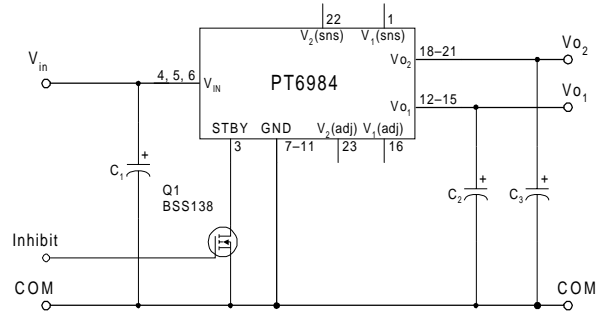 22
1
V2(sns)
V1(sns)
Vin
4, 5, 6
VIN
PT6984
Vo2
18–21
Vo2
Vo1
12–15
Vo1
STBY
GND
V2(adj)
V1(adj)
3
7–11
23
16
C1
+
Q1
BSS138
C2
+
C3
+
Inhibit
COM
COM